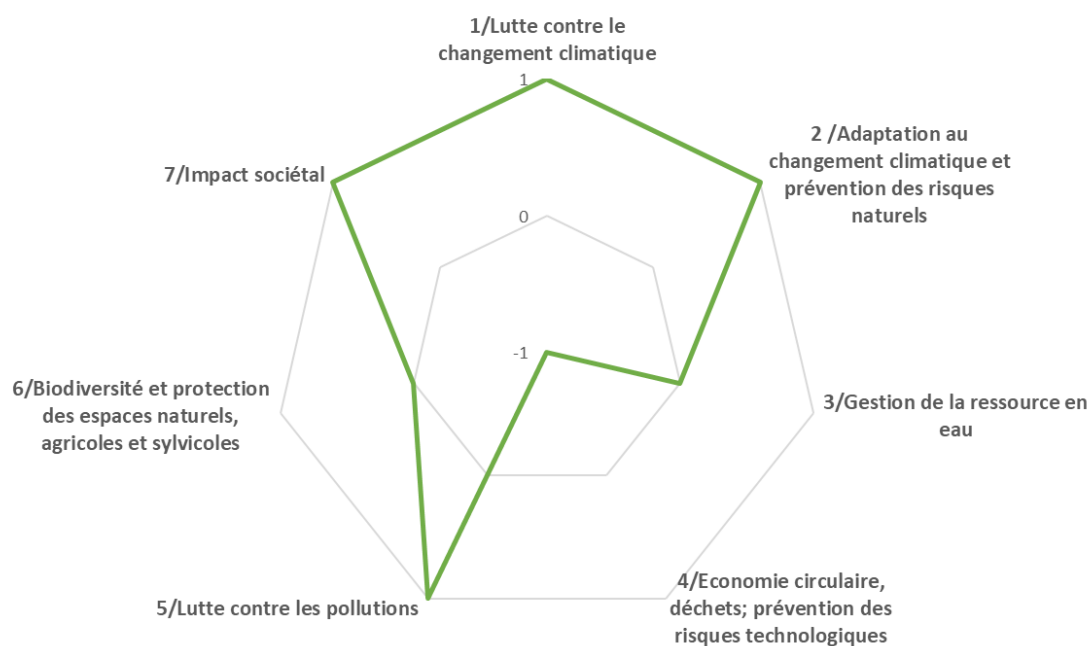 1/Lutte contre le
changement climatique
1
2 /Adaptation au
changement climatique et
prévention des risques
naturels
7/Impact sociétal
0
-1
6/Biodiversité et protection
des espaces naturels,
agricoles et sylvicoles
3/Gestion de la ressource en
eau
4/Economie circulaire,
déchets; prévention des
risques technologiques
5/Lutte contre les pollutions